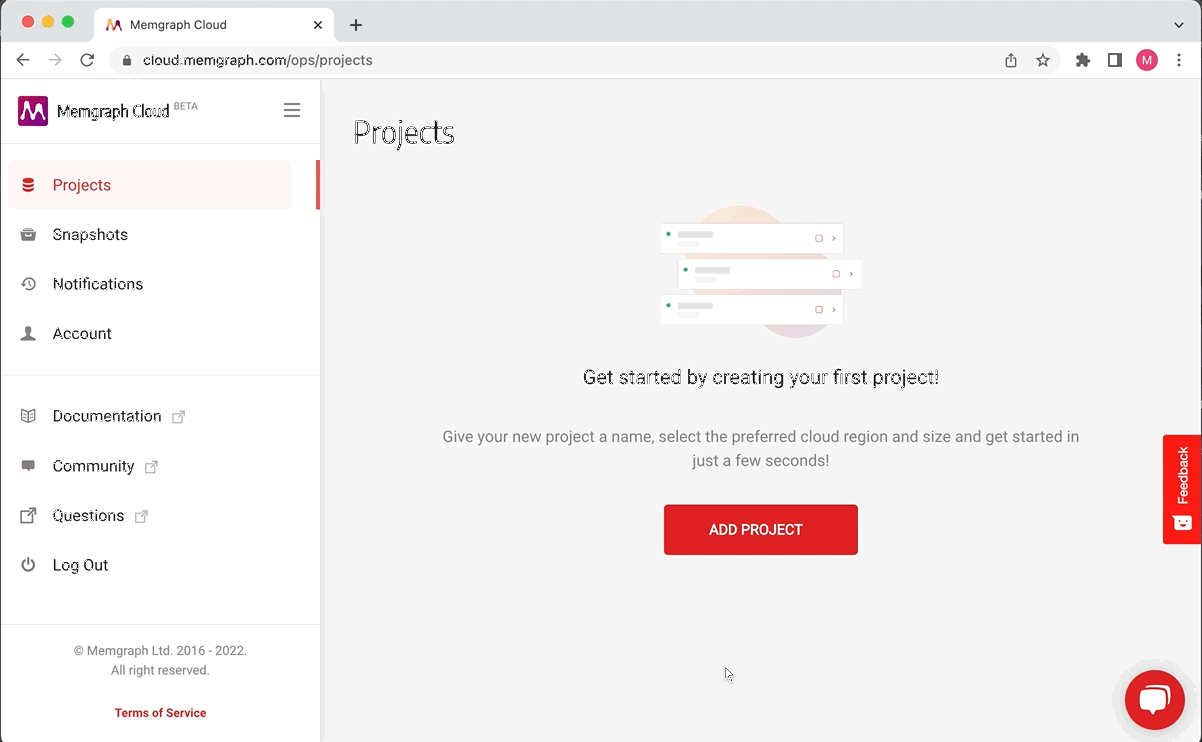 Memgraph Cloud
cloud.memgraph.com/ops/projects
M
Memgraph Cloud BETA
Projects
Snapshots
Notifications
Account
Documentation
Community
Questions
Log Out
© Memgraph Ltd. 2016 - 2022.
All right reserved.
Terms of Service
Projects
Get started by creating your first project!
Give your new project a name, select the preferred cloud region and size and get started in
just a few seconds!
ADD PROJECT
Feedback